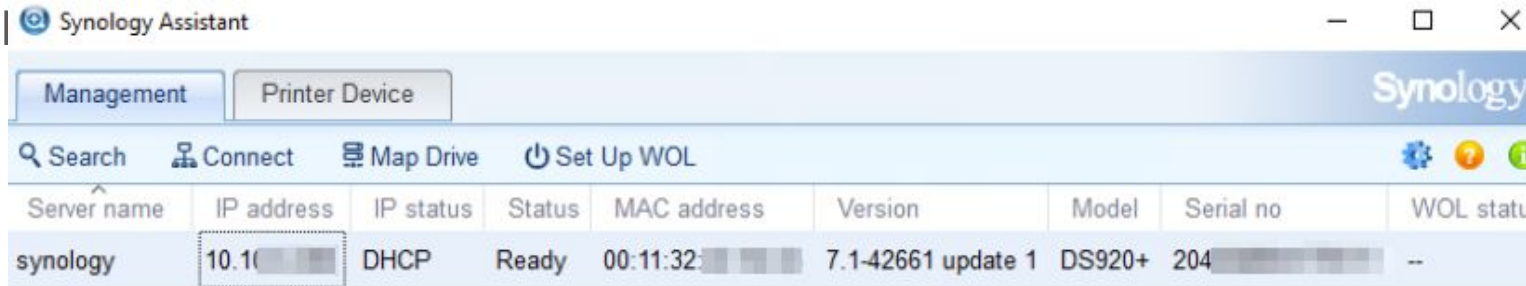 Synology Assistant
Management Printer Device Synology
Search Connect Map Drive Set Up WOL
Server name IP address IP status Status MAC address Version Model Serial no WOL statu
synology 10.1 DHCP Ready 00:11:32: 7.1-42661 update 1 DS920+ 204 --